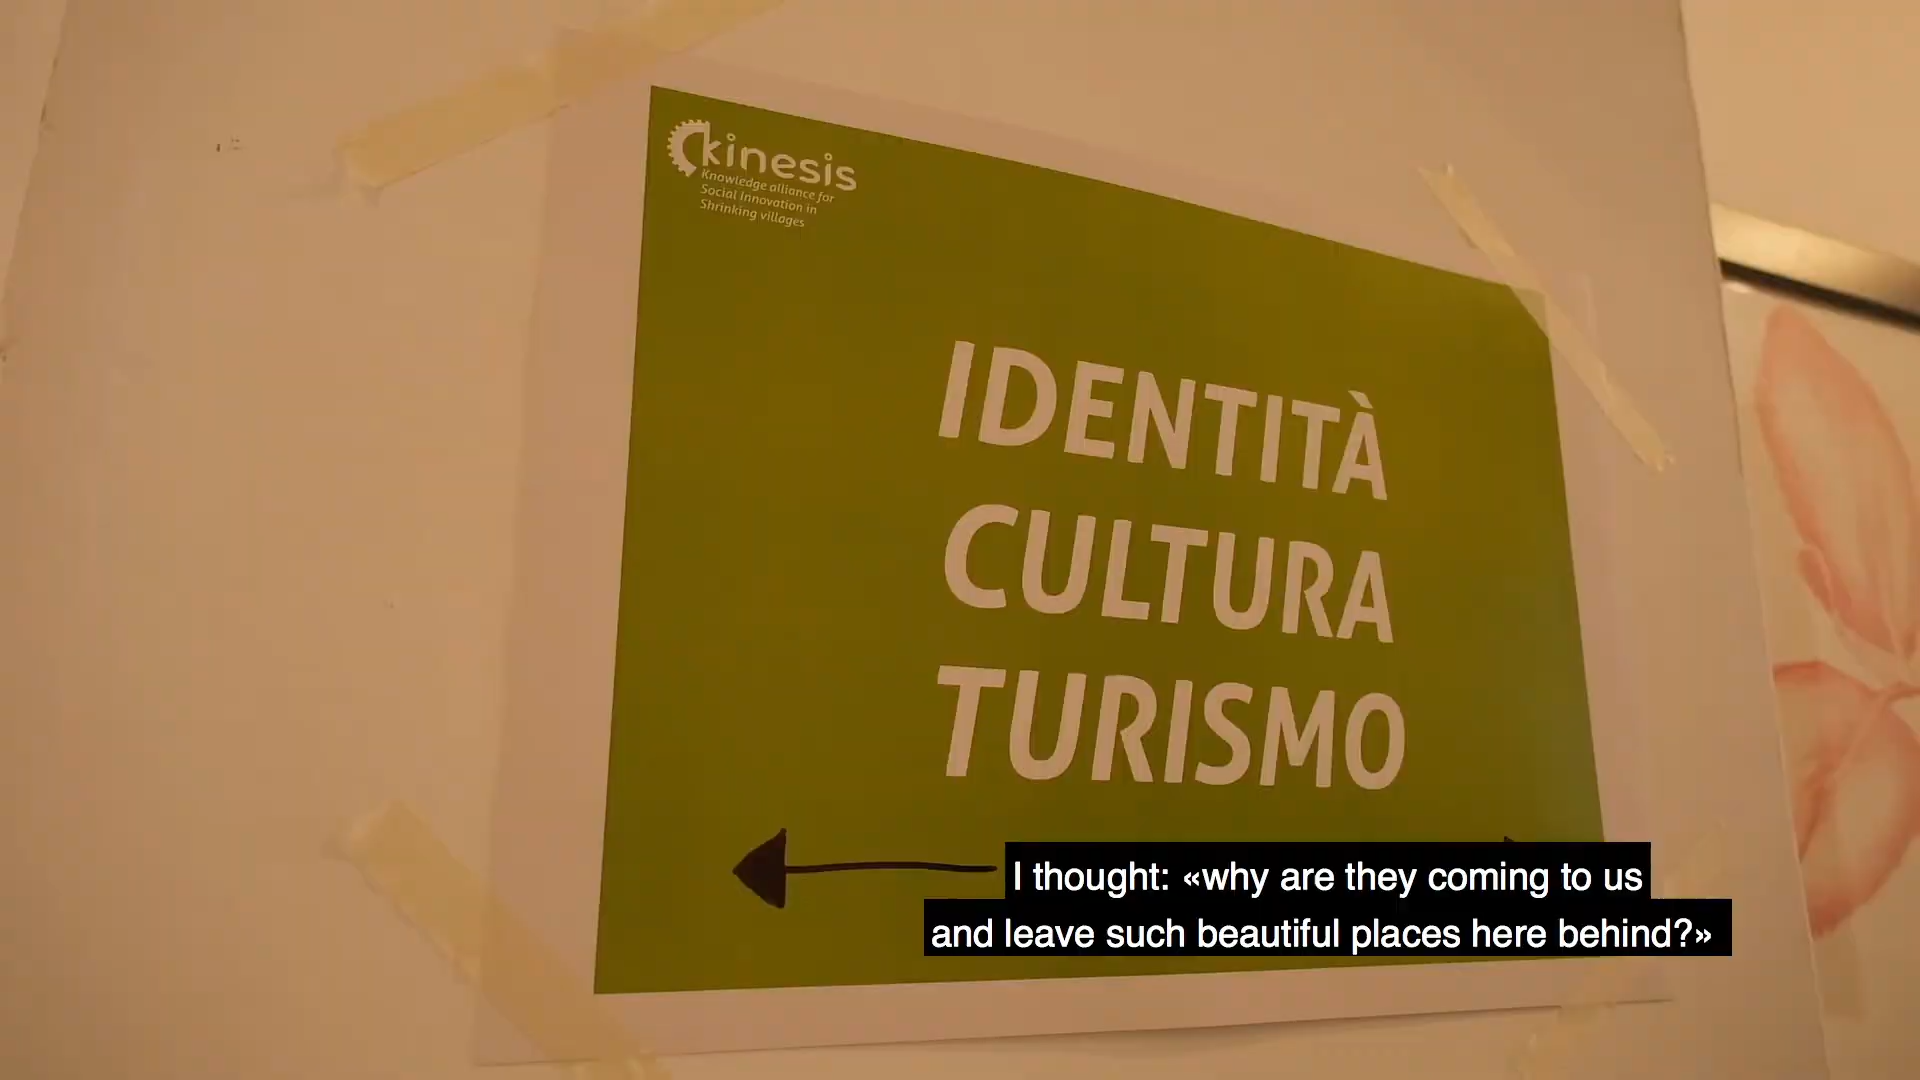 kinesis
Knowledge alliance for
Social Innovation in
Shrinking villages
IDENTITÀ
CULTURA
TURISMO
I thought: «why are they coming to us
and leave such beautiful places here behind?»